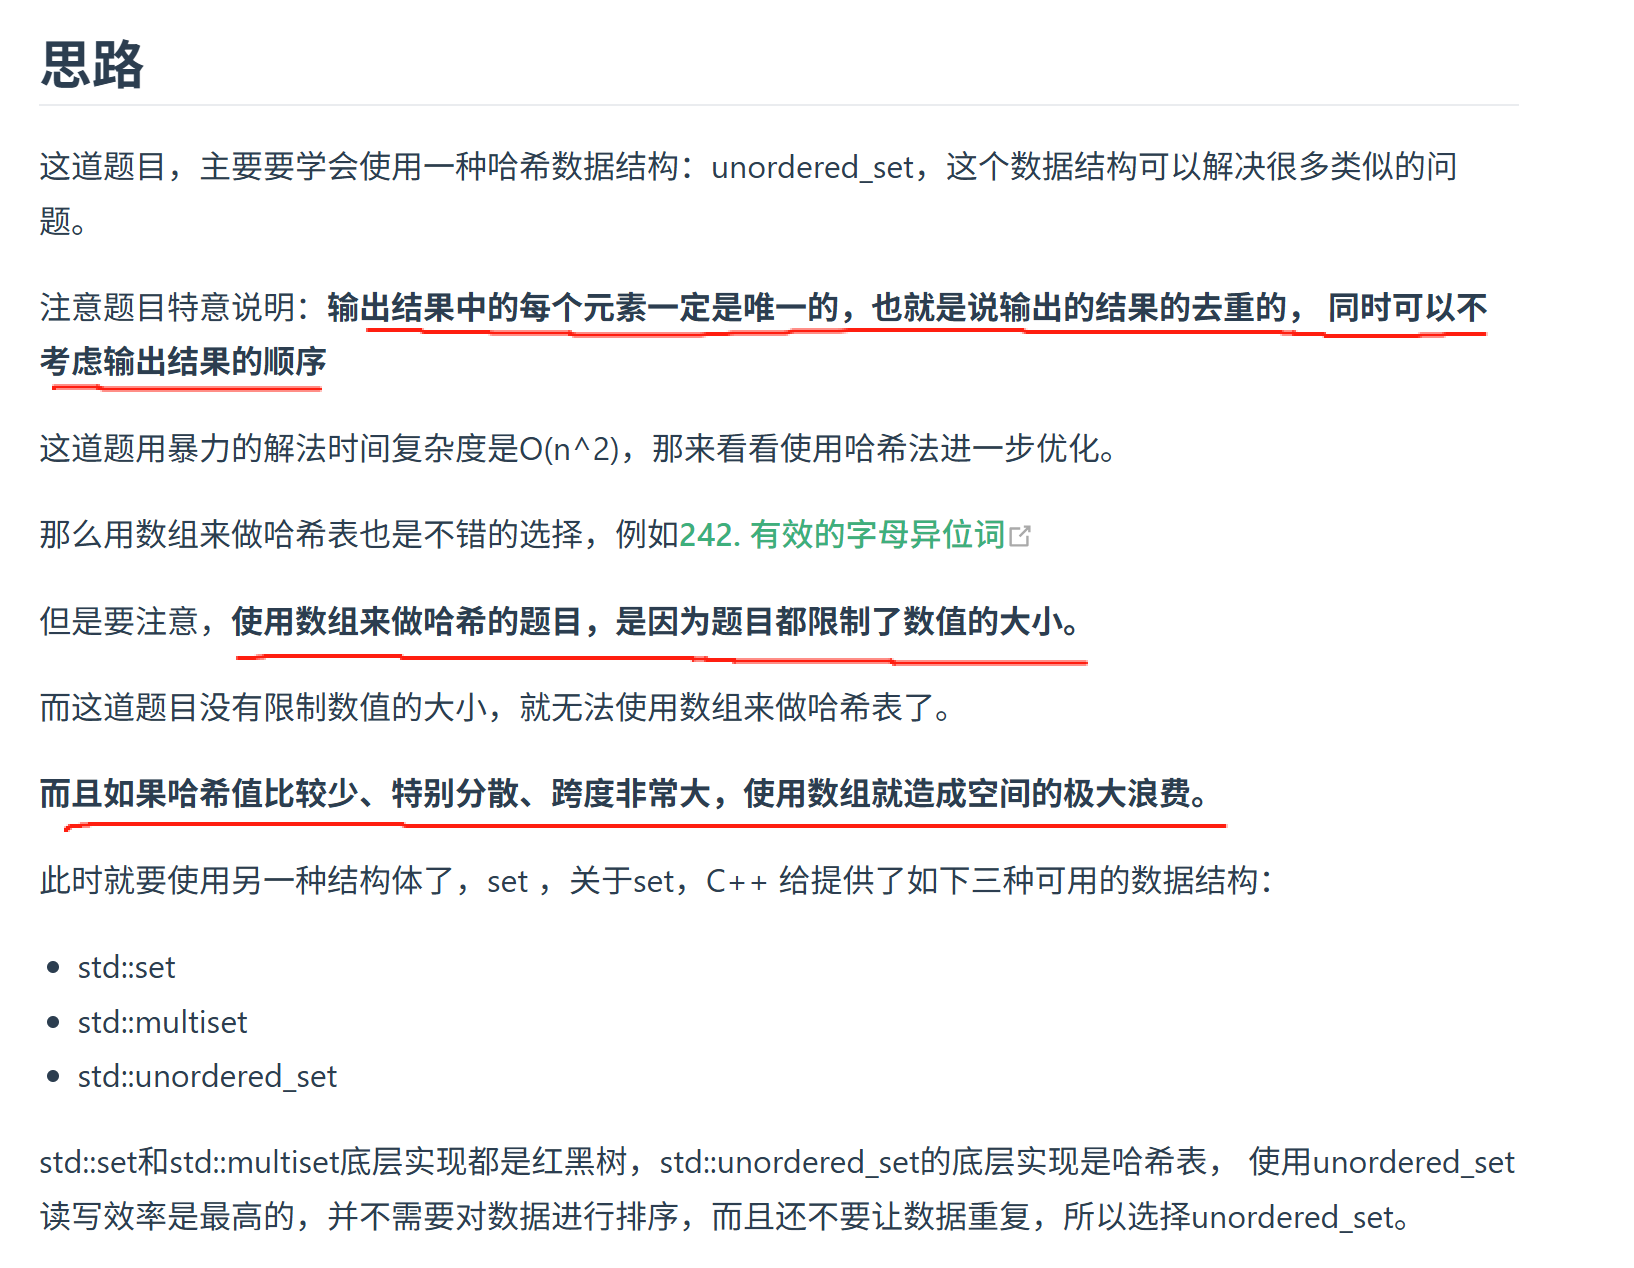 思路
这道题目，主要要学会使用一种哈希数据结构：unordered_set，这个数据结构可以解决很多类似的问
题。
注意题目特意说明：输出结果中的每个元素一定是唯一的，也就是说输出的结果的去重的， 同时可以不
考虑输出结果的顺序
这道题用暴力的解法时间复杂度是O(n^2)，那来看看使用哈希法进一步优化。
那么用数组来做哈希表也是不错的选择，例如242. 有效的字母异位词
但是要注意，使用数组来做哈希的题目，是因为题目都限制了数值的大小。
而这道题目没有限制数值的大小，就无法使用数组来做哈希表了。
而且如果哈希值比较少、特别分散、跨度非常大，使用数组就造成空间的极大浪费。
此时就要使用另一种结构体了，set ，关于set，C++ 给提供了如下三种可用的数据结构：
• std::set
• std::multiset
• std::unordered_set
std::set和std::multiset底层实现都是红黑树，std::unordered_set的底层实现是哈希表， 使用unordered_set
读写效率是最高的，并不需要对数据进行排序，而且还不要让数据重复，所以选择unordered_set。